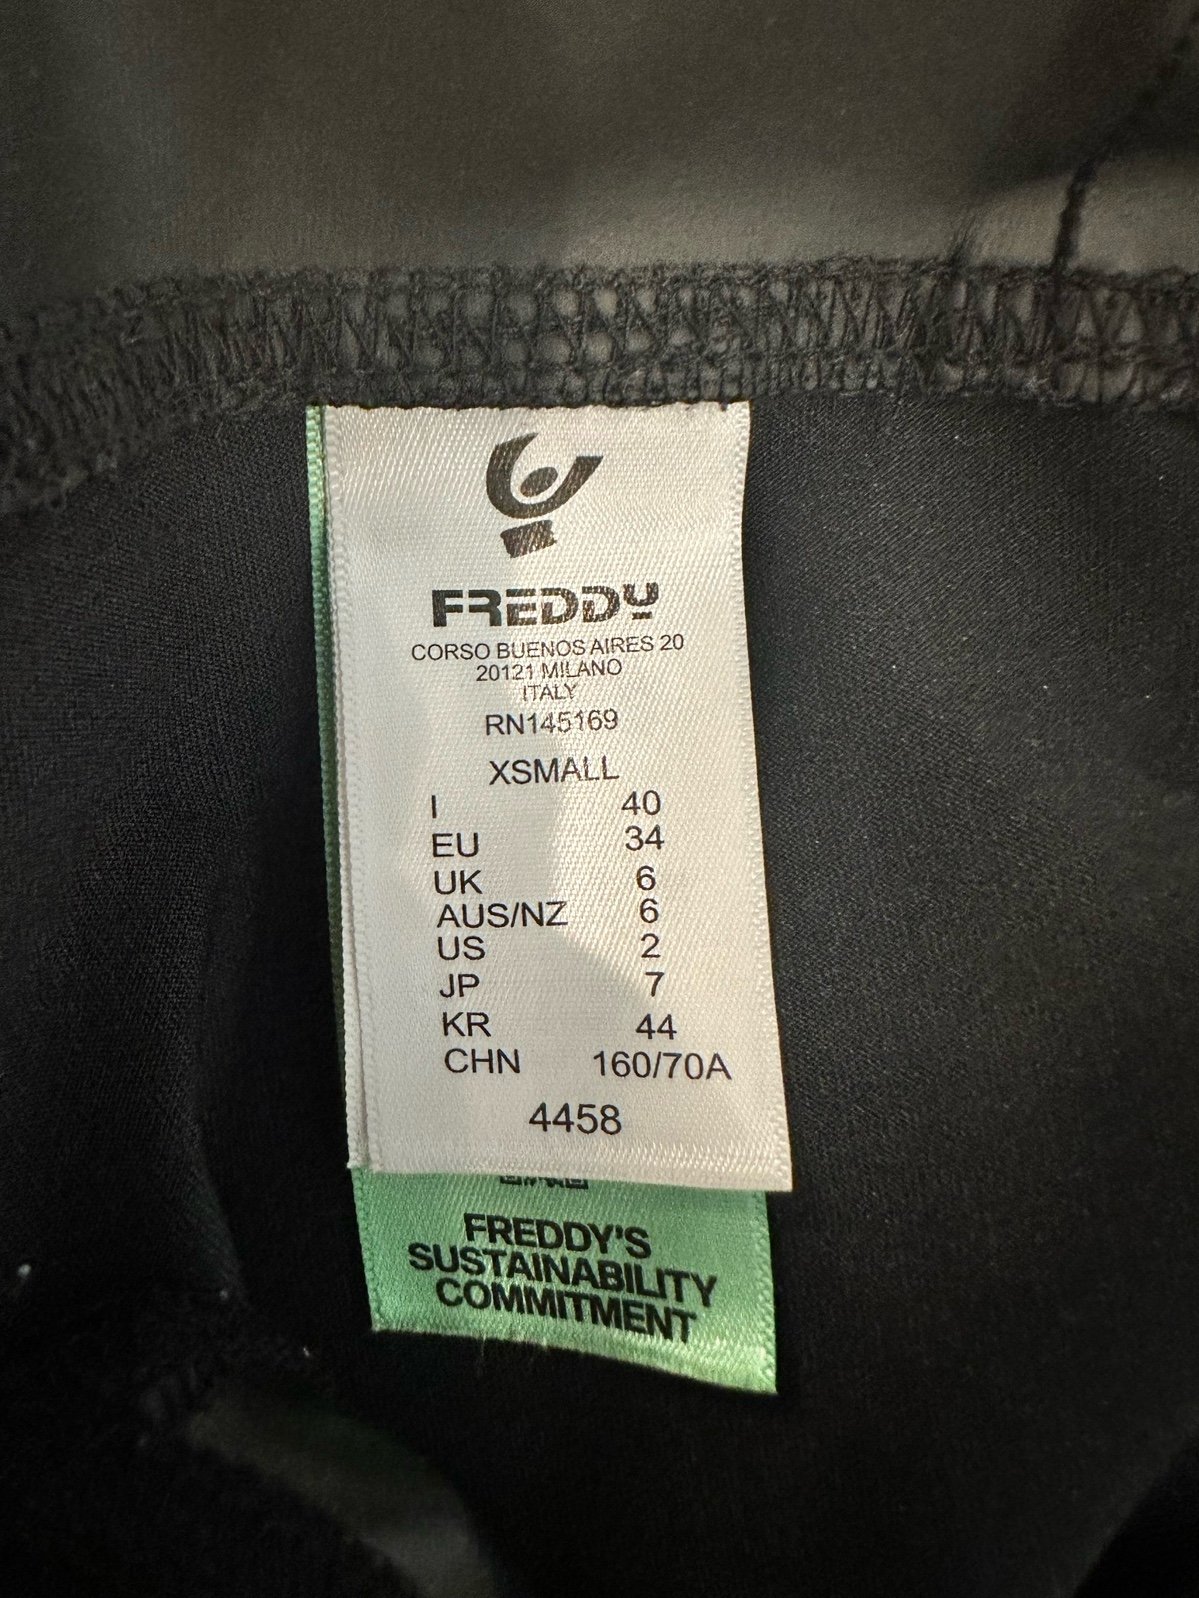 FREDDY
CORSO BUENOS AIRES 20
20121 MILANO
ITALY
RN145169
XSMALL
I 40
EU 34
UK 6
AUS/NZ 6
US 2
JP 7
KR 44
CHN 160/70A
4458
FREDDY'S
SUSTAINABILITY
COMMITMENT